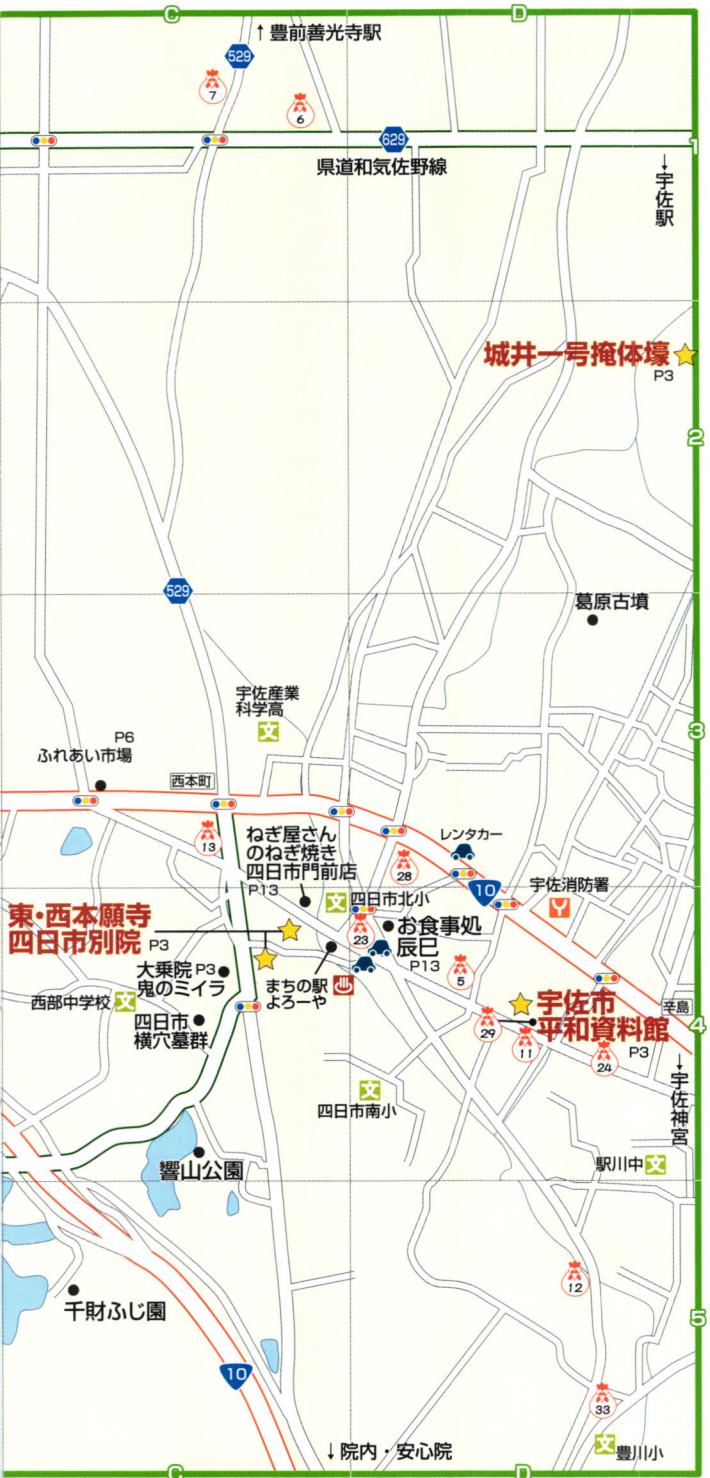 C
D
↑豊前善光寺駅
529
7
6
629
1
県道和気佐野線
↓宇佐駅
城井一号掩体壕
P3
2
529
葛原古墳
宇佐産業
科学高
文
3
P6
ふれあい市場
西本町
13
ねぎ屋さん
のねぎ焼き
四日市門前店
P13
レンタカー
28
10
宇佐消防署
文
四日市北小
東・西本願寺
四日市別院 P3
23
お食事処
辰巳
P13
大乗院 P3
鬼のミイラ
まちの駅
よろーや
5
西部中学校 文
四日市
横穴墓群
宇佐市
平和資料館
P3
29
11
24
辛島
4
↓宇佐神宮
文
四日市南小
駅川中 文
響山公園
12
千財ふじ園
5
10
33
↓院内・安心院
文 豊川小
C
D